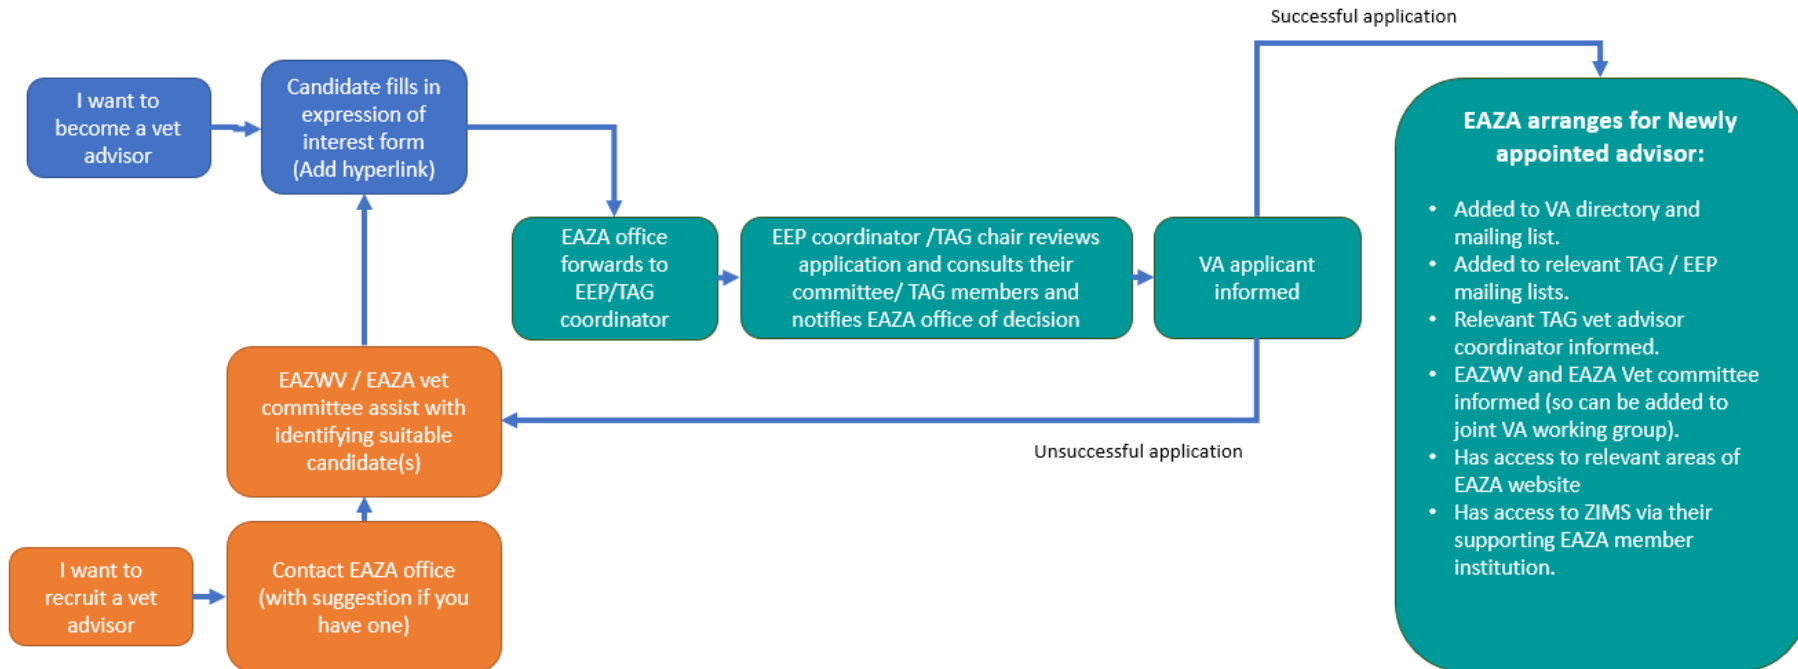 Successful application
I want to
become a vet
advisor
Candidate fills in
expression of
interest form
(Add hyperlink)
EAZA office
forwards to
EEP/TAG
coordinator
EEP coordinator /TAG chair reviews
application and consults their
committee/ TAG members and
notifies EAZA office of decision
VA applicant
informed
EAZA arranges for Newly
appointed advisor:
• Added to VA directory and
mailing list.
• Added to relevant TAG / EEP
mailing lists.
• Relevant TAG vet advisor
coordinator informed.
• EAZWV and EAZA Vet committee
informed (so can be added to
joint VA working group).
• Has access to relevant areas of
EAZA website
• Has access to ZIMS via their
supporting EAZA member
institution.
EAZWV / EAZA vet
committee assist with
identifying suitable
candidate(s)
Unsuccessful application
I want to
recruit a vet
advisor
Contact EAZA office
(with suggestion if you
have one)